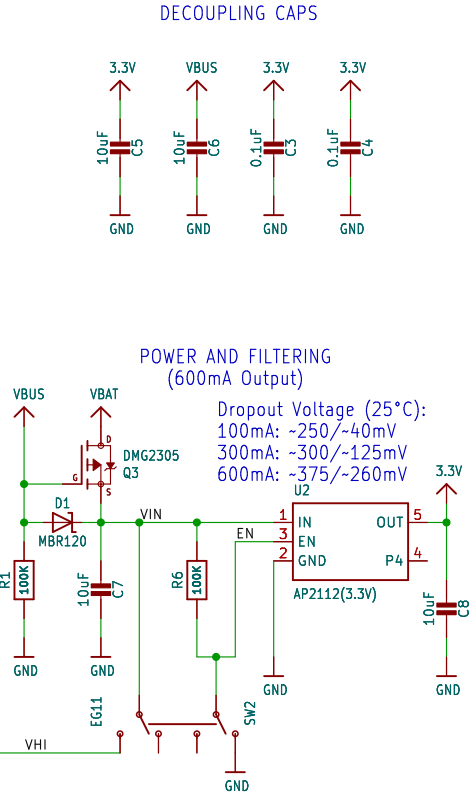 DECOUPLING CAPS
3.3V VBUS 3.3V 3.3V
10uF C5 10uF C6 0.1uF C3 0.1uF C4
GND GND GND GND
POWER AND FILTERING
(600mA Output)
VBUS VBAT
Dropout Voltage (25°C):
100mA: ~250/~40mV
300mA: ~300/~125mV
600mA: ~375/~260mV
D
DMG2305
Q3
G
S
3.3V
U2
D1
MBR120
VIN
1 IN OUT 5
EN 3 EN
2 GND P4 4
AP2112(3.3V)
R1 100K
10uF C7
R6 100K
10uF C8
GND GND GND GND
EG11
SW2
VHI
GND